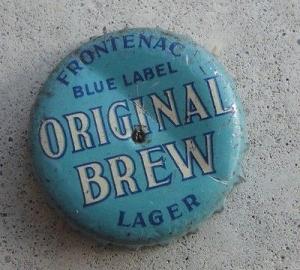 FRONTENAC
BLUE LABEL
ORIGINAL
BREW
LAGER